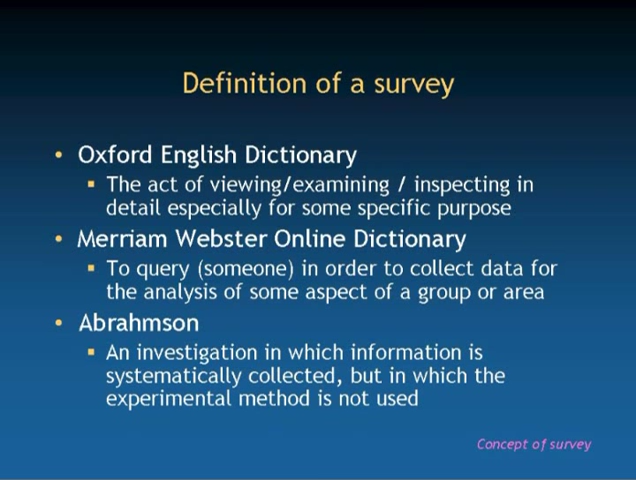 Definition of a survey
• Oxford English Dictionary
▪ The act of viewing/examining / inspecting in
detail especially for some specific purpose
• Merriam Webster Online Dictionary
▪ To query (someone) in order to collect data for
the analysis of some aspect of a group or area
• Abrahmson
▪ An investigation in which information is
systematically collected, but in which the
experimental method is not used
Concept of survey